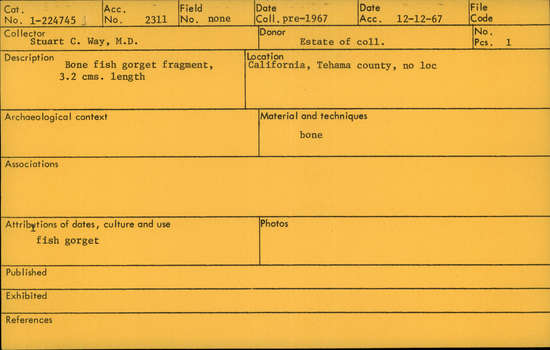 Cat. No. 1-224745 Acc. No. 2311 Field No. none Date Coll. pre-1967 Date Acc. 12-12-67 File Code
Collector Stuart C. Way, M.D. Donor Estate of coll. No. Pcs. 1
Description Bone fish gorget fragment, 3.2 cms. length
Location California, Tehama county, no loc
Archaeological context
Material and techniques bone
Associations
Attributions of dates, culture and use
fish gorget
Photos
Published
Exhibited
References